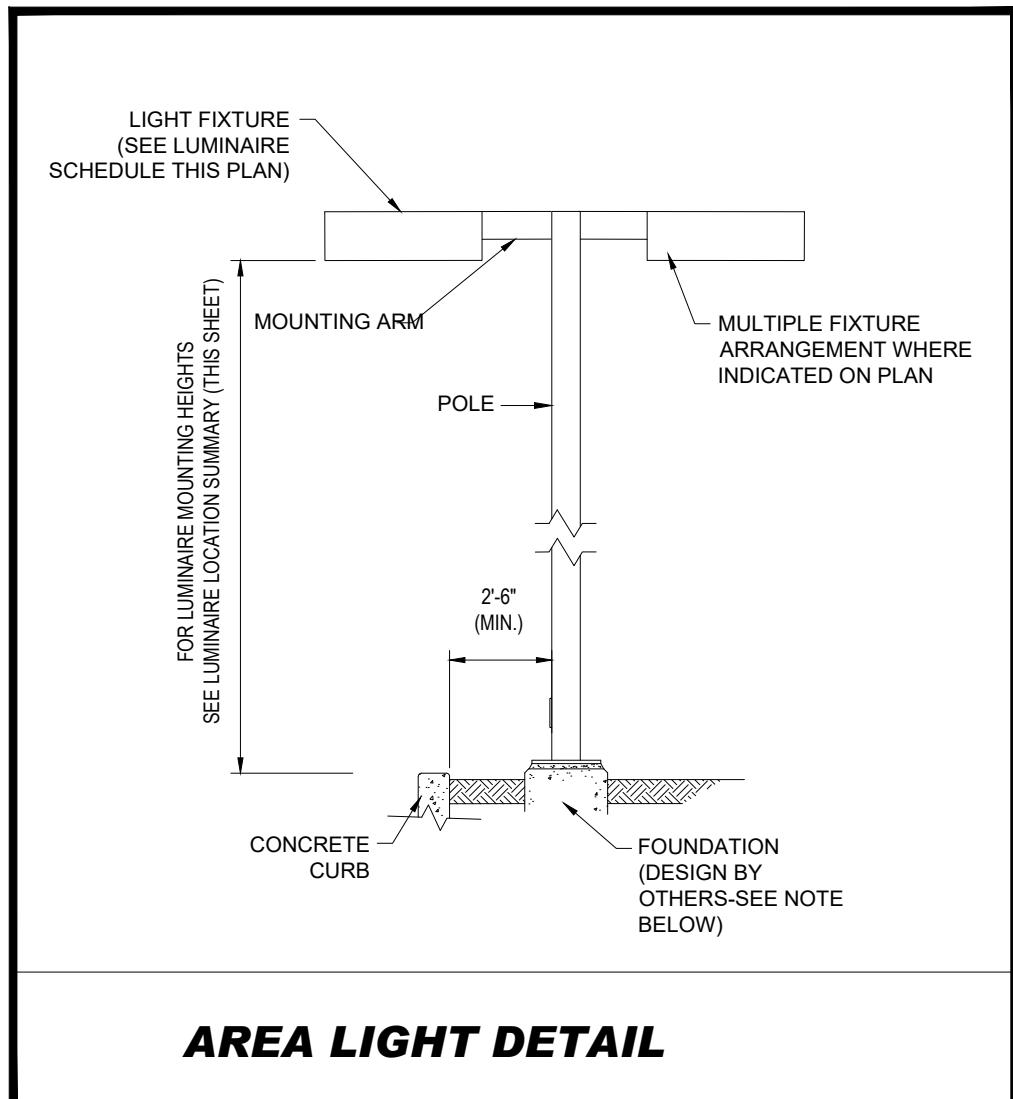 LIGHT FIXTURE
(SEE LUMINAIRE
SCHEDULE THIS PLAN)
MOUNTING ARM
MULTIPLE FIXTURE
ARRANGEMENT WHERE
INDICATED ON PLAN
POLE
FOR LUMINAIRE MOUNTING HEIGHTS
SEE LUMINAIRE LOCATION SUMMARY (THIS SHEET)
2'-6"
(MIN.)
CONCRETE
CURB
FOUNDATION
(DESIGN BY
OTHERS-SEE NOTE
BELOW)
AREA LIGHT DETAIL